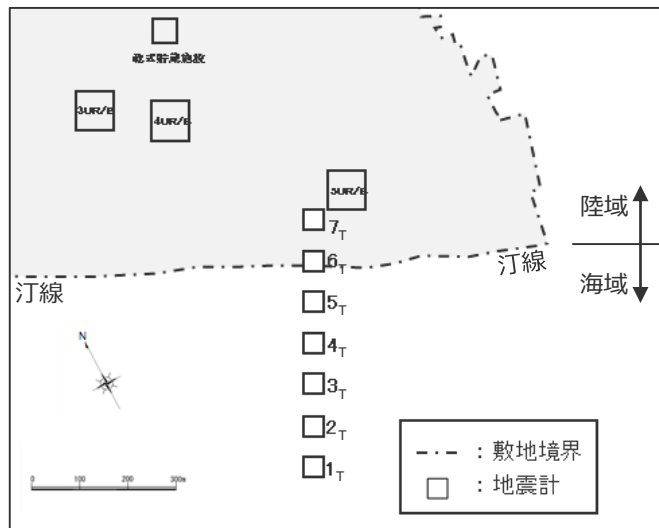 乾式貯蔵施設
3UR/B
4UR/B
5UR/B
7T
陸域
6T
汀線
汀線
海域
5T
4T
N
3T
2T
：敷地境界
0 100 200 300m
1T
：地震計